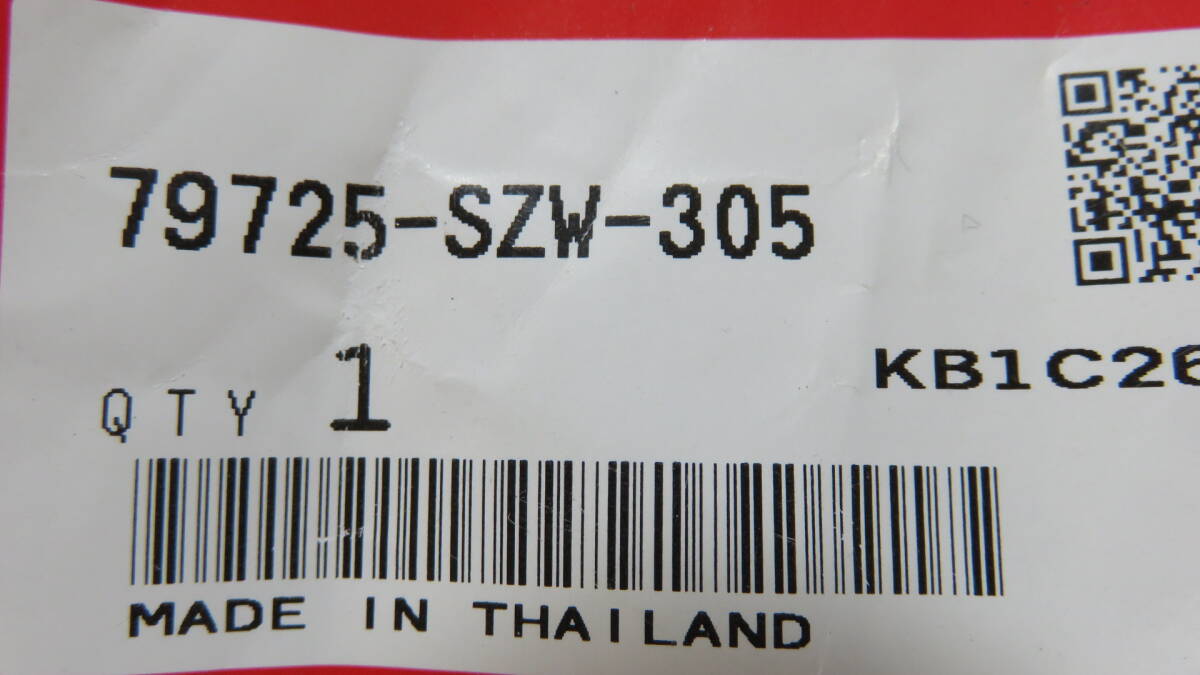 79725-SZW-305
KB1C26
QTY 1
MADE IN THAILAND